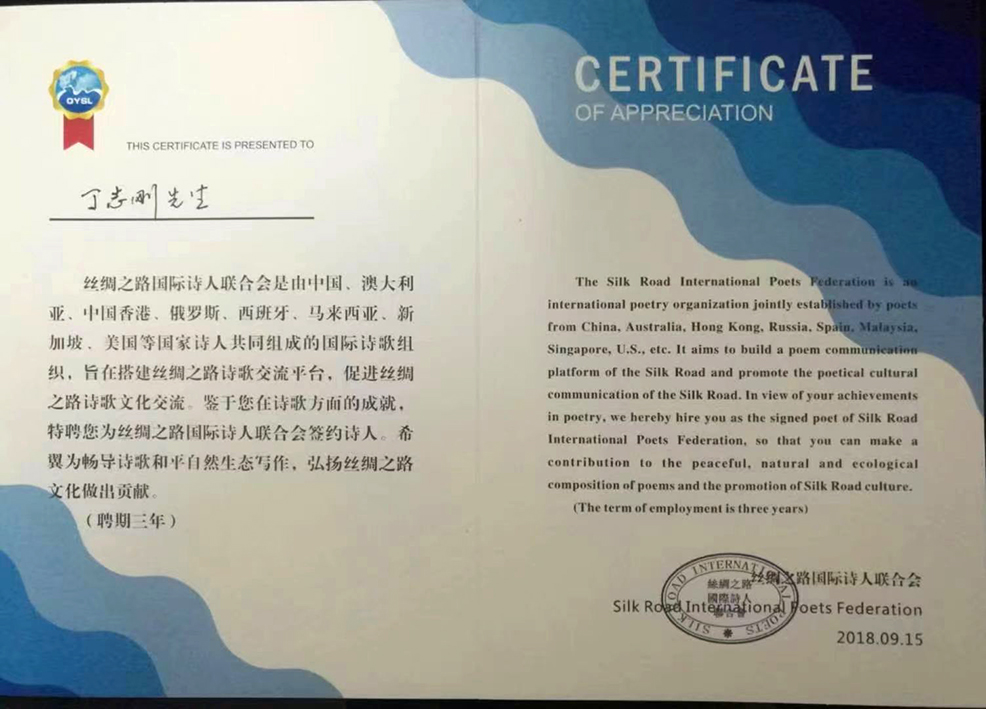 QYSL
THIS CERTIFICATE IS PRESENTED TO
丁志刚 先生
丝绸之路国际诗人联合会是由中国、澳大利
亚、中国香港、俄罗斯、西班牙、马来西亚、新
加坡、美国等国家诗人共同组成的国际诗歌组
织，旨在搭建丝绸之路诗歌交流平台，促进丝绸
之路诗歌文化交流。鉴于您在诗歌方面的成就，
特聘您为丝绸之路国际诗人联合会签约诗人。希
翼为畅导诗歌和平自然生态写作，弘扬丝绸之路
文化做出贡献。
（聘期三年）
CERTIFICATE
OF APPRECIATION
The Silk Road International Poets Federation is an
international poetry organization jointly established by poets
from China, Australia, Hong Kong, Russia, Spain, Malaysia,
Singapore, U.S., etc. It aims to build a poem communication
platform of the Silk Road and promote the poetical cultural
communication of the Silk Road. In view of your achievements
in poetry, we hereby hire you as the signed poet of Silk Road
International Poets Federation, so that you can make a
contribution to the peaceful, natural and ecological
composition of poems and the promotion of Silk Road culture.
(The term of employment is three years)
丝绸之路国际诗人联合会
Silk Road International Poets Federation
2018.09.15
SILK ROAD INTERNATIONAL POETS
絲綢之路
國際詩人